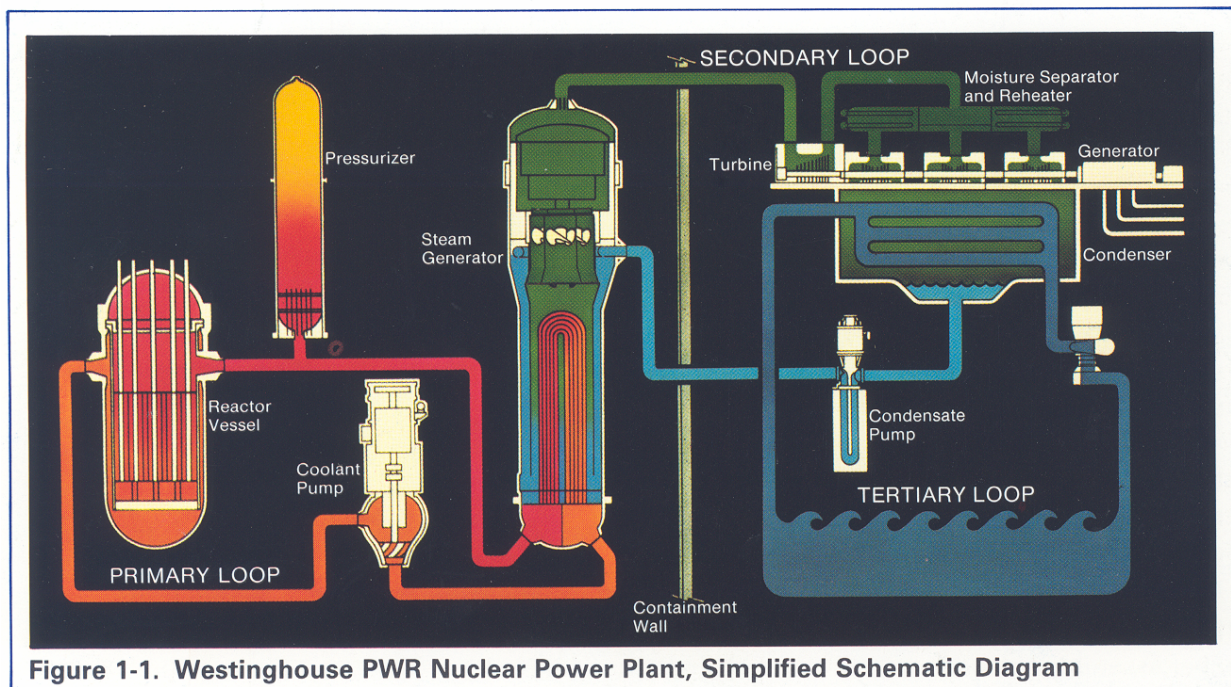 SECONDARY LOOP
Moisture Separator
and Reheater
Pressurizer
Turbine
Generator
Steam
Generator
Condenser
Reactor
Vessel
Coolant
Pump
Condensate
Pump
TERTIARY LOOP
PRIMARY LOOP
Containment
Wall
Figure 1-1. Westinghouse PWR Nuclear Power Plant, Simplified Schematic Diagram